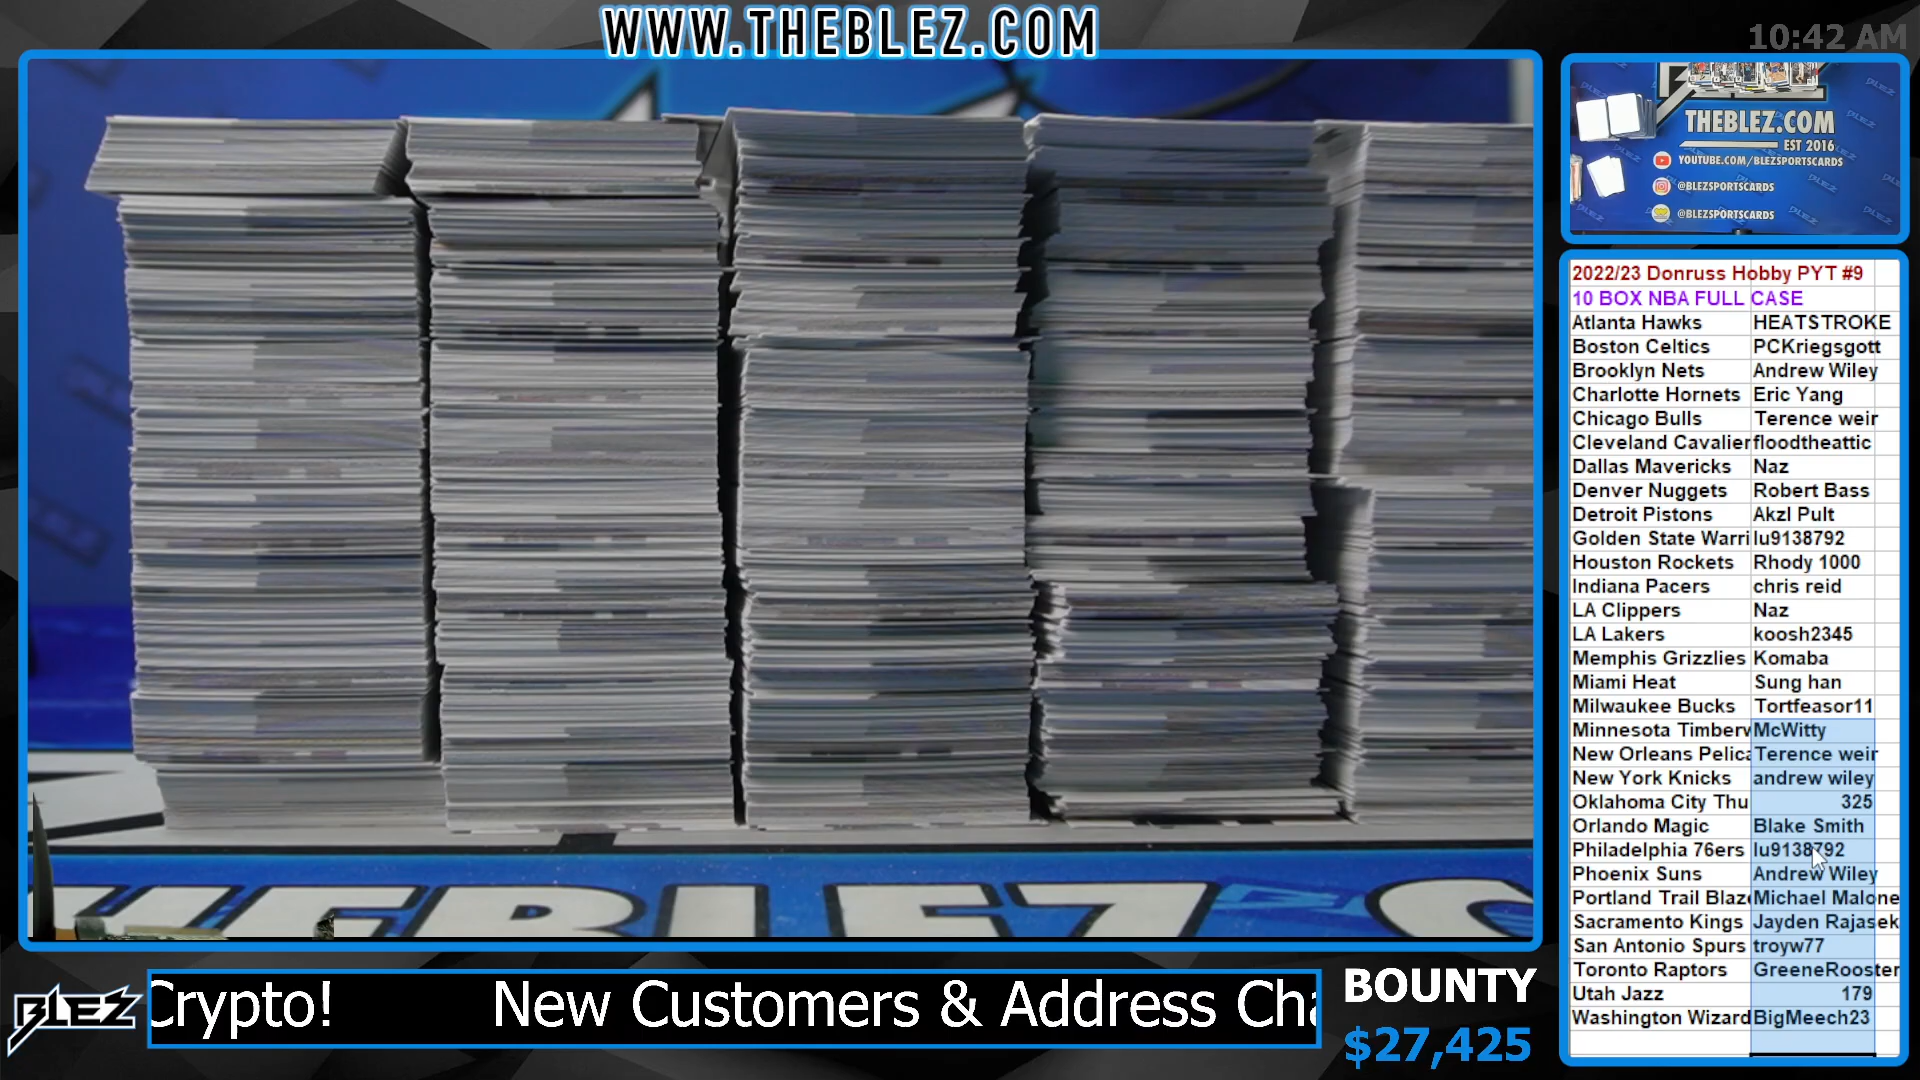 WWW.THEBLEZ.COM
10:42 AM
THEBLEZ.COM
EST 2016
YOUTUBE.COM/BLEZSPORTSCARDS
@BLEZSPORTSCARDS
@BLEZSPORTSCARDS
2022/23 Donruss Hobby PYT #9
10 BOX NBA FULL CASE
Atlanta Hawks HEATSTROKE
Boston Celtics PCKriegsgott
Brooklyn Nets Andrew Wiley
Charlotte Hornets Eric Yang
Chicago Bulls Terence weir
Cleveland Cavalier floodtheattic
Dallas Mavericks Naz
Denver Nuggets Robert Bass
Detroit Pistons Akzl Pult
Golden State Warri lu9138792
Houston Rockets Rhody 1000
Indiana Pacers chris reid
LA Clippers Naz
LA Lakers koosh2345
Memphis Grizzlies Komaba
Miami Heat Sung han
Milwaukee Bucks Tortfeasor11
Minnesota Timberv McWitty
New Orleans Pelica Terence weir
New York Knicks andrew wiley
Oklahoma City Thu 325
Orlando Magic Blake Smith
Philadelphia 76ers lu9138792
Phoenix Suns Andrew Wiley
Portland Trail Blaze Michael Malone
Sacramento Kings Jayden Rajasek
San Antonio Spurs troyw77
Toronto Raptors GreeneRooster
Utah Jazz 179
Washington Wizard BigMeech23
BLEZ
Crypto! New Customers & Address Cha
BOUNTY
$27,425